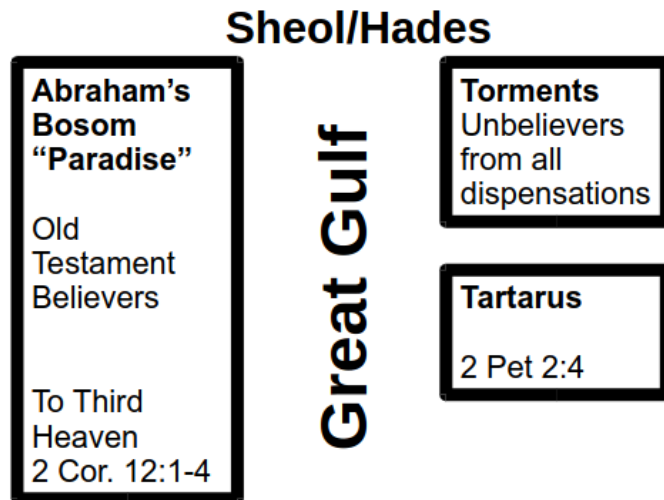 Sheol/Hades
Abraham’s
Bosom
“Paradise”
Old
Testament
Believers
To Third
Heaven
2 Cor. 12:1-4
Great Gulf
Torments
Unbelievers
from all
dispensations
Tartarus
2 Pet 2:4